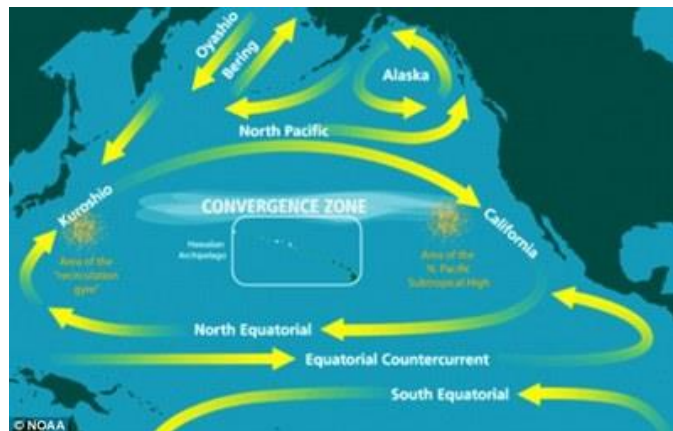 Oyashio
Bering
Alaska
North Pacific
Kuroshio
CONVERGENCE ZONE
California
Hawaiian
Archipelago
Area of the
"recirculation
gym"
Area of the
N. Pacific
Subtropical High
North Equatorial
Equatorial Countercurrent
South Equatorial
© NOAA